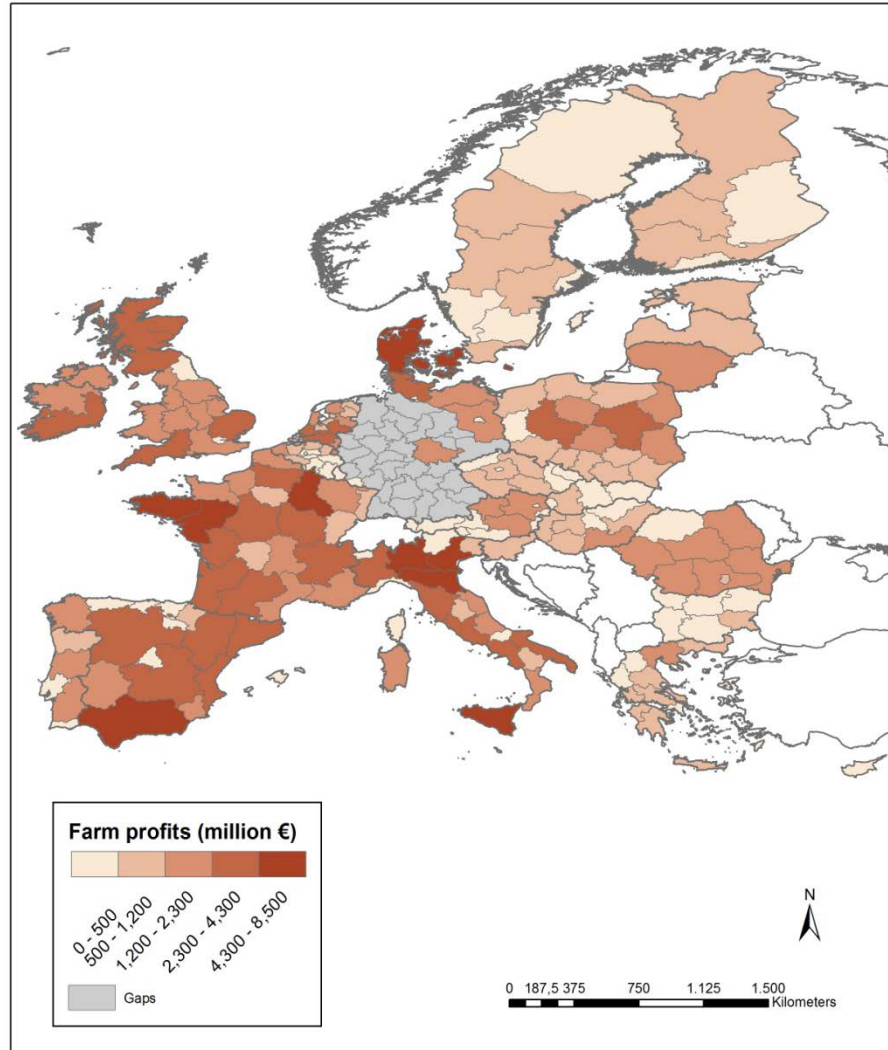 Farm profits (million €)
0 - 500
500 - 1,200
1,200 - 2,300
2,300 - 4,300
4,300 - 8,500
Gaps
N
0 187,5 375 750 1.125 1.500
Kilometers